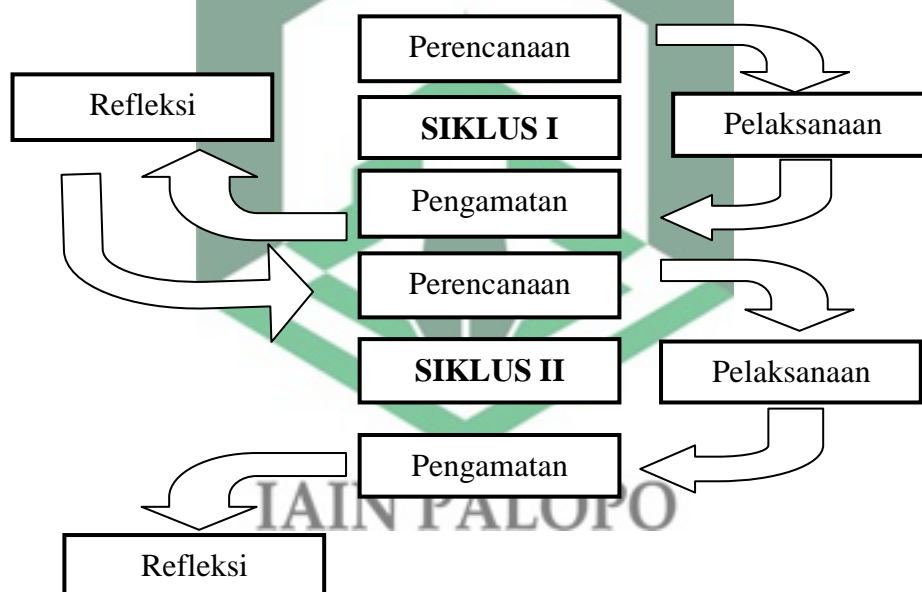 Perencanaan
Refleksi
SIKLUS I
Pelaksanaan
Pengamatan
Perencanaan
SIKLUS II
Pelaksanaan
Pengamatan
IAIN PALOPO
Refleksi